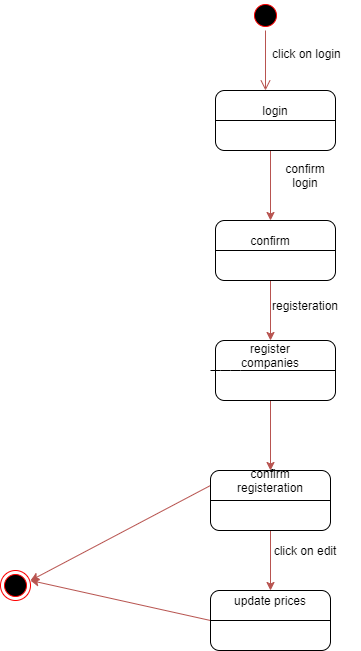 click on login
login
confirm
login
confirm
registeration
register
companies
confirm
registeration
click on edit
update prices